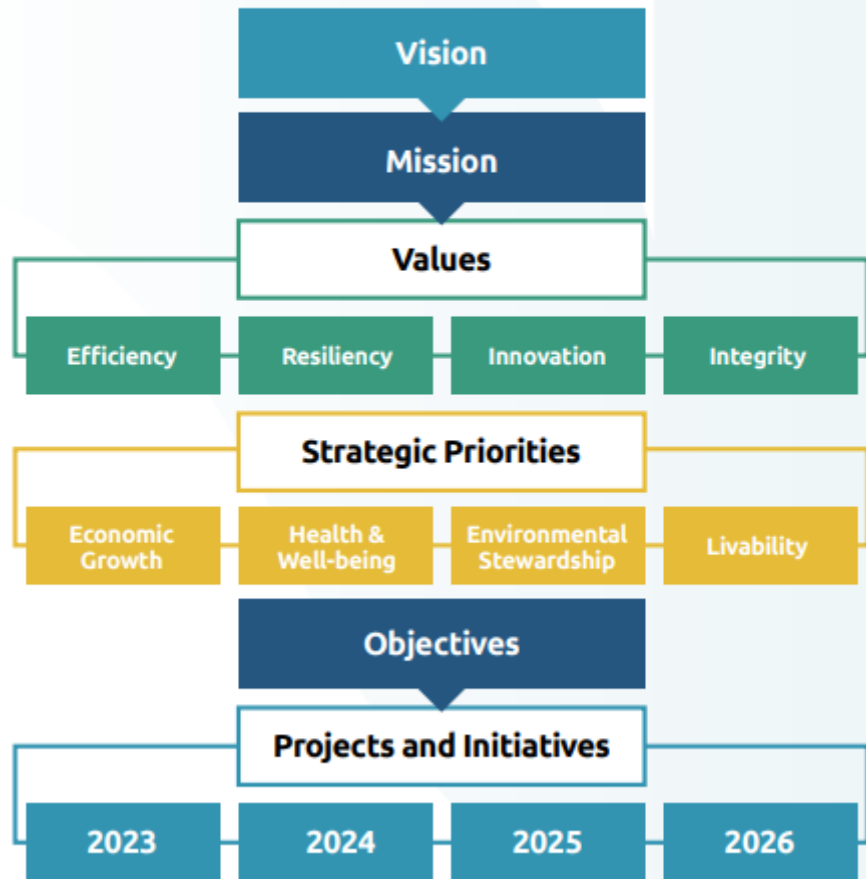 Vision
Mission
Values
Efficiency
Resiliency
Innovation
Integrity
Strategic Priorities
Economic
Growth
Health &
Well-being
Environmental
Stewardship
Livability
Objectives
Projects and Initiatives
2023
2024
2025
2026